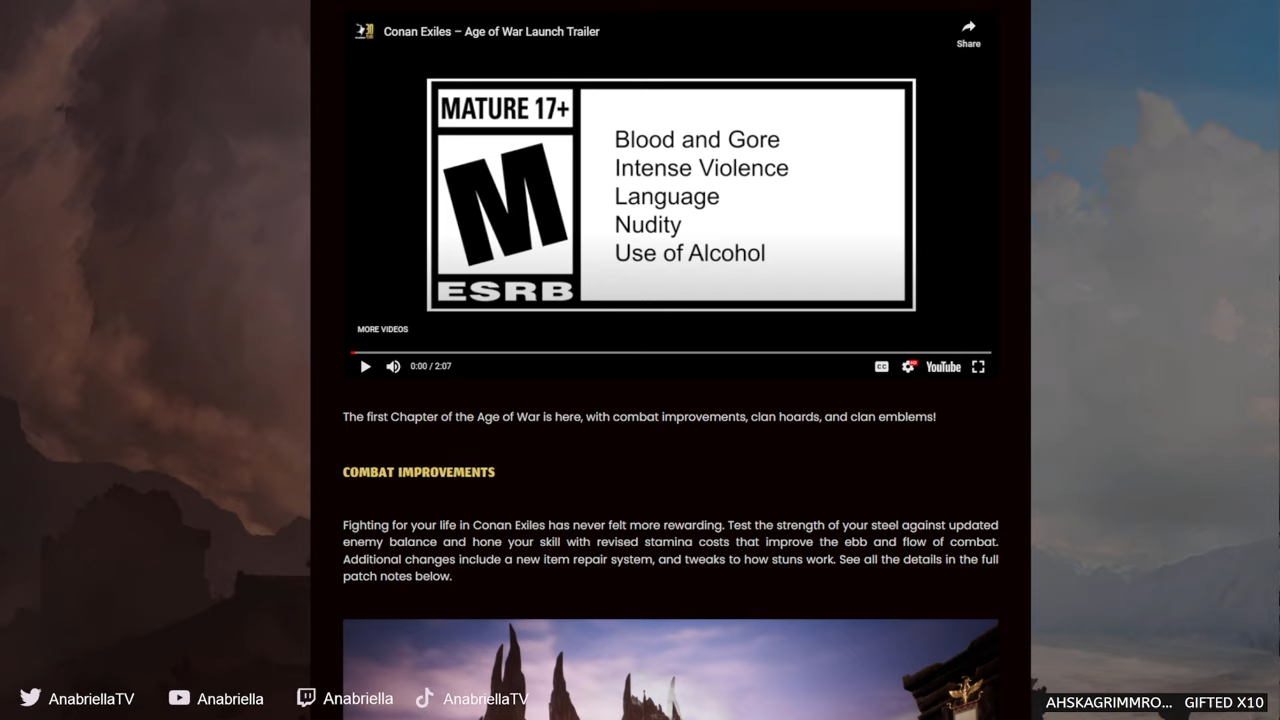 Conan Exiles – Age of War Launch Trailer
Share
MATURE 17+
M
ESRB
Blood and Gore
Intense Violence
Language
Nudity
Use of Alcohol
MORE VIDEOS
0:00 / 2:07
CC
HD
YouTube
The first Chapter of the Age of War is here, with combat improvements, clan hoards, and clan emblems!
COMBAT IMPROVEMENTS
Fighting for your life in Conan Exiles has never felt more rewarding. Test the strength of your steel against updated
enemy balance and hone your skill with revised stamina costs that improve the ebb and flow of combat.
Additional changes include a new item repair system, and tweaks to how stuns work. See all the details in the full
patch notes below.
AnabriellaTV
Anabriella
Anabriella
AnabriellaTV
AHSKAGRIMMRO... GIFTED X10